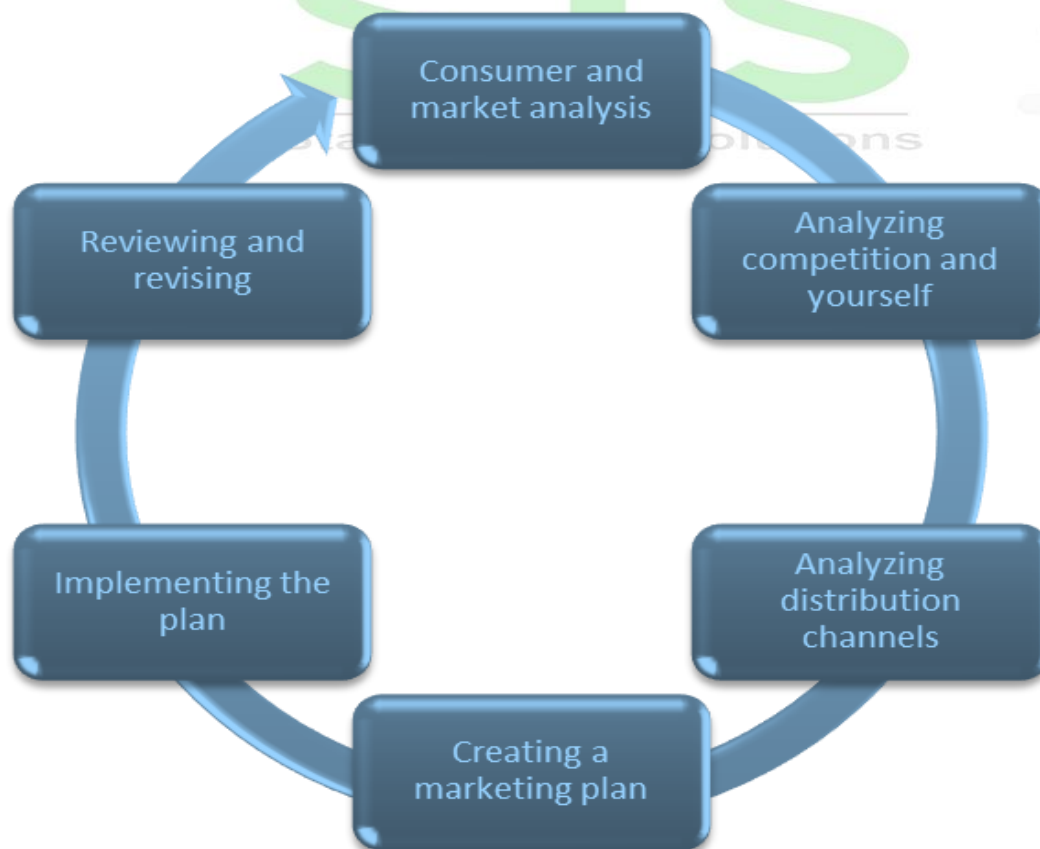 Consumer and
market analysis
Analyzing
competition and
yourself
Analyzing
distribution
channels
Creating a
marketing plan
Implementing the
plan
Reviewing and
revising